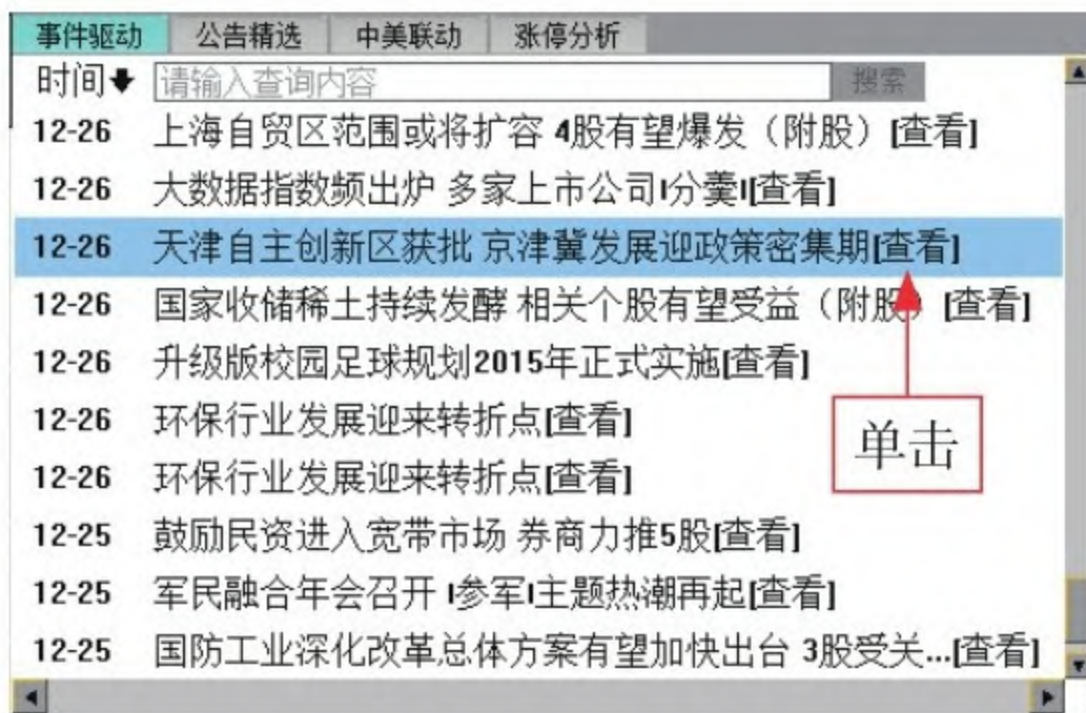 事件驱动 公告精选 中美联动 涨停分析
时间 请输入查询内容 搜索
12-26 上海自贸区范围或将扩容 4股有望爆发（附股）[查看]
12-26 大数据指数频出炉 多家上市公司I分羹I[查看]
12-26 天津自主创新区获批 京津冀发展迎政策密集期[查看]
12-26 国家收储稀土持续发酵 相关个股有望受益（附股）[查看]
12-26 升级版校园足球规划2015年正式实施[查看]
12-26 环保行业发展迎来转折点[查看]
单击
12-26 环保行业发展迎来转折点[查看]
12-25 鼓励民资进入宽带市场 券商力推5股[查看]
12-25 军民融合年会召开 I参军I主题热潮再起[查看]
12-25 国防工业深化改革总体方案有望加快出台 3股受关...[查看]